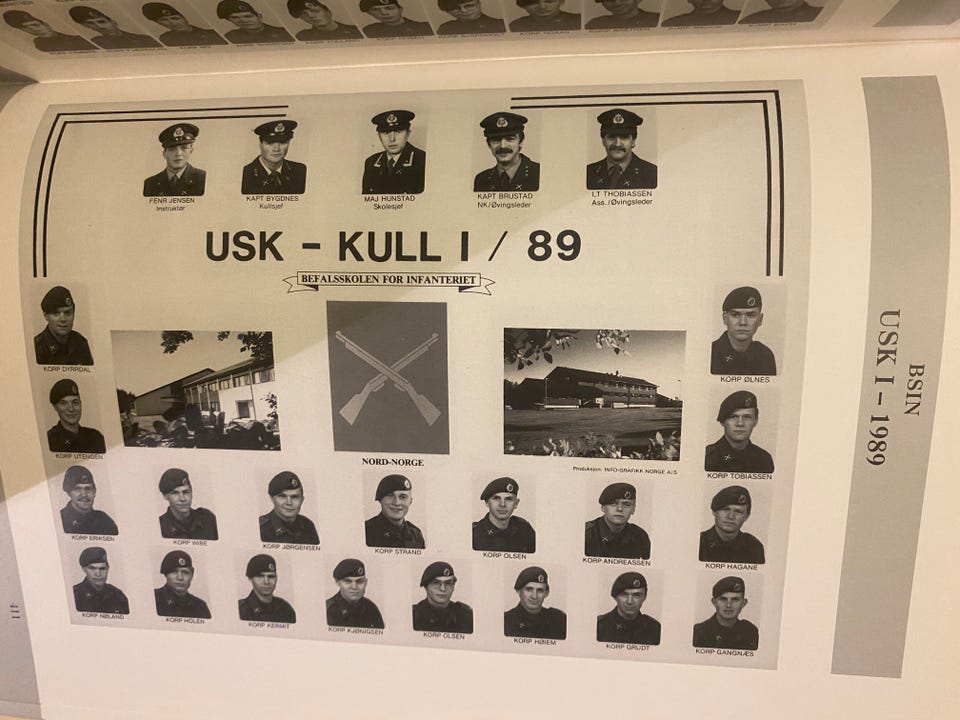 FENR JENSEN
Instruktør
KAPT BYGDNES
Kullsjef
MAJ HUNSTAD
Skolesjef
KAPT BRUSTAD
NK/Øvingsleder
LT THOBIASSEN
Ass./Øvingsleder
USK – KULL I / 89
BEFALSSKOLEN FOR INFANTERIET
KORP DYRRDAL
KORP ØLNES
KORP UTENGEN
NORD-NORGE
Produksjon: INFO-GRAFIKK NORGE A/S
KORP TOBIASSEN
KORP ERIKSEN
KORP WIBE
KORP JØRGENSEN
KORP STRAND
KORP OLSEN
KORP ANDREASSEN
KORP HAGANE
KORP HØLAND
KORP HOLEN
KORP KERMIT
KORP KJØNIGSEN
KORP OLSEN
KORP HØIEM
KORP GRUDT
KORP GANGNÆS
BSIN
USK I – 1989